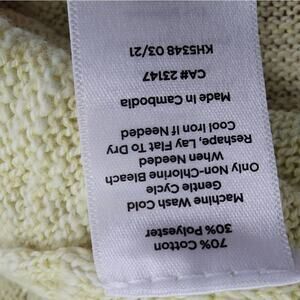 70% Cotton
30% Polyester
Machine Wash Cold
Gentle Cycle
Only Non-Chlorine Bleach
When Needed
Reshape, Lay Flat To Dry
Cool Iron If Needed
Made In Cambodia
CA# 23147
KH5348 03/21